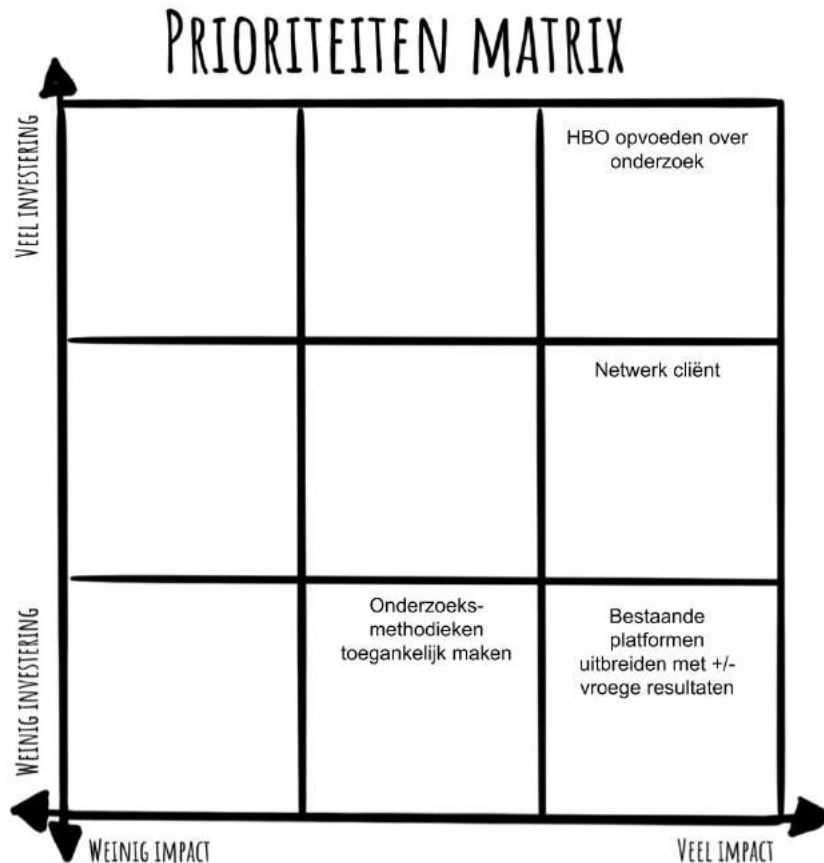 PRIORITEITEN MATRIX
VEEL INVESTERING
HBO opvoeden over
onderzoek
Netwerk cliënt
WEINIG INVESTERING
Onderzoeks-
methodieken
toegankelijk maken
Bestaande
platformen
uitbreiden met +/-
vroege resultaten
WEINIG IMPACT
VEEL IMPACT